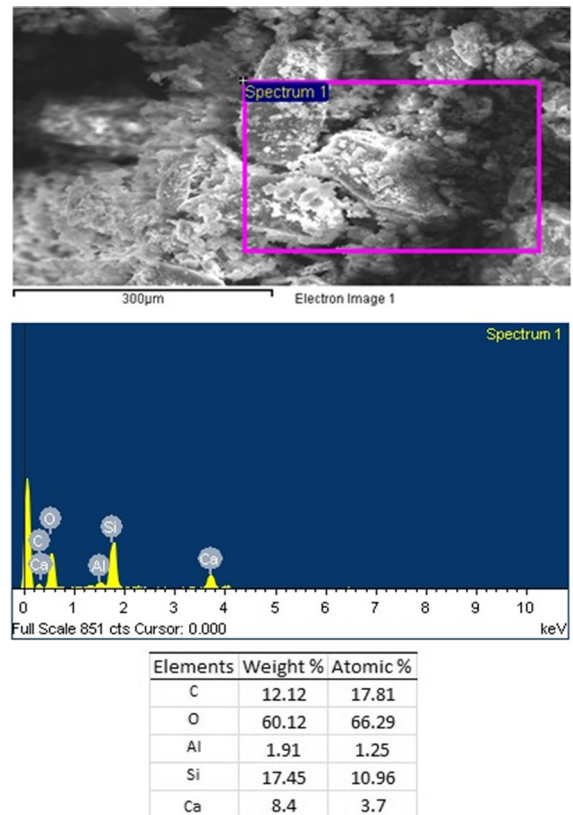 Spectrum 1
300µm Electron Image 1
Spectrum 1
O
C
Ca
Al
Si
Ca
0 1 2 3 4 5 6 7 8 9 10
Full Scale 851 cts Cursor: 0.000 keV
Elements Weight % Atomic %
C 12.12 17.81
O 60.12 66.29
Al 1.91 1.25
Si 17.45 10.96
Ca 8.4 3.7